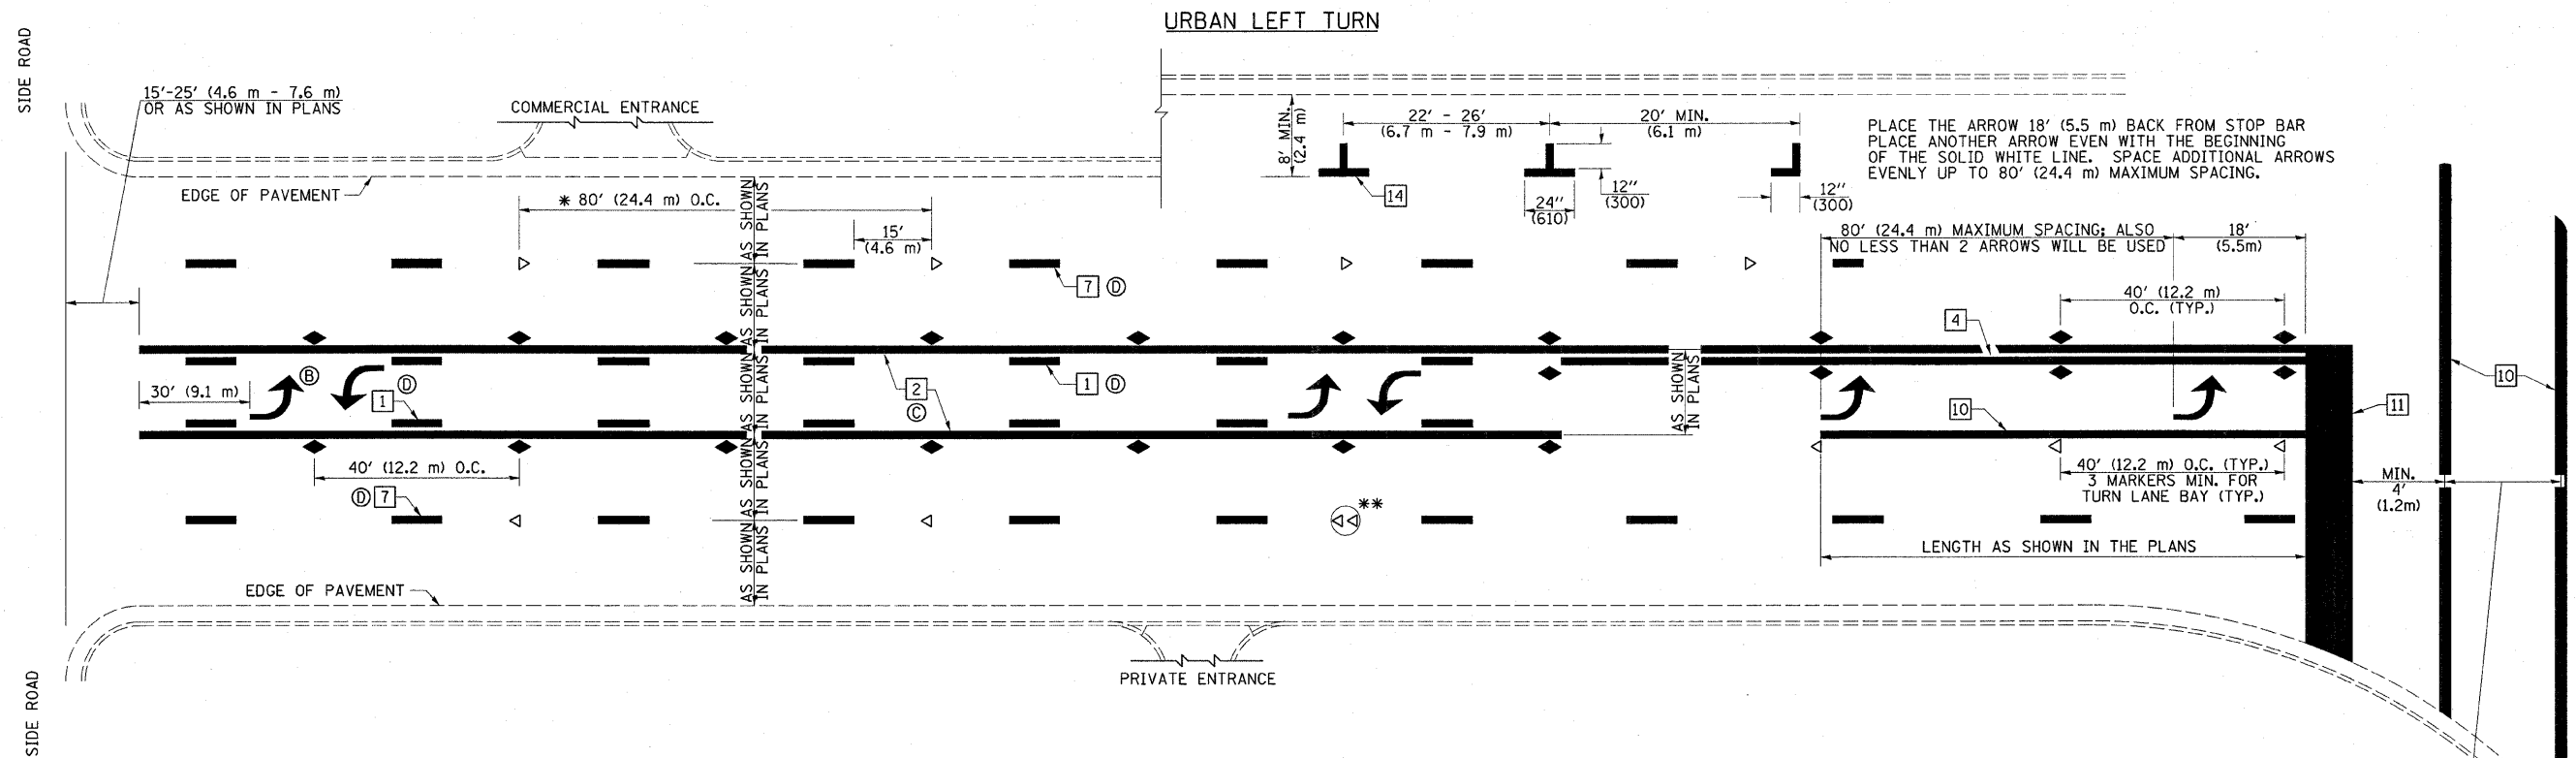 URBAN LEFT TURN
SIDE ROAD
15'-25' (4.6 m - 7.6 m)
OR AS SHOWN IN PLANS
COMMERCIAL ENTRANCE
EDGE OF PAVEMENT
* 80' (24.4 m) O.C.
15'
(4.6 m)
8' MIN.
(2.4 m)
22' - 26'
(6.7 m - 7.9 m)
20' MIN.
(6.1 m)
14
24''
(610)
12''
(300)
12''
(300)
PLACE THE ARROW 18' (5.5 m) BACK FROM STOP BAR
PLACE ANOTHER ARROW EVEN WITH THE BEGINNING
OF THE SOLID WHITE LINE. SPACE ADDITIONAL ARROWS
EVENLY UP TO 80' (24.4 m) MAXIMUM SPACING.
80' (24.4 m) MAXIMUM SPACING; ALSO
NO LESS THAN 2 ARROWS WILL BE USED
18'
(5.5m)
40' (12.2 m)
O.C. (TYP.)
7 D
4
AS SHOWN
IN PLANS
AS SHOWN
IN PLANS
AS SHOWN
IN PLANS
AS SHOWN
IN PLANS
AS SHOWN
IN PLANS
30' (9.1 m)
B
D
1
2
C
1 D
AS SHOWN
IN PLANS
10
11
10
40' (12.2 m) O.C.
D 7
**
40' (12.2 m) O.C. (TYP.)
3 MARKERS MIN. FOR
TURN LANE BAY (TYP.)
MIN.
4'
(1.2m)
LENGTH AS SHOWN IN THE PLANS
EDGE OF PAVEMENT
PRIVATE ENTRANCE
SIDE ROAD